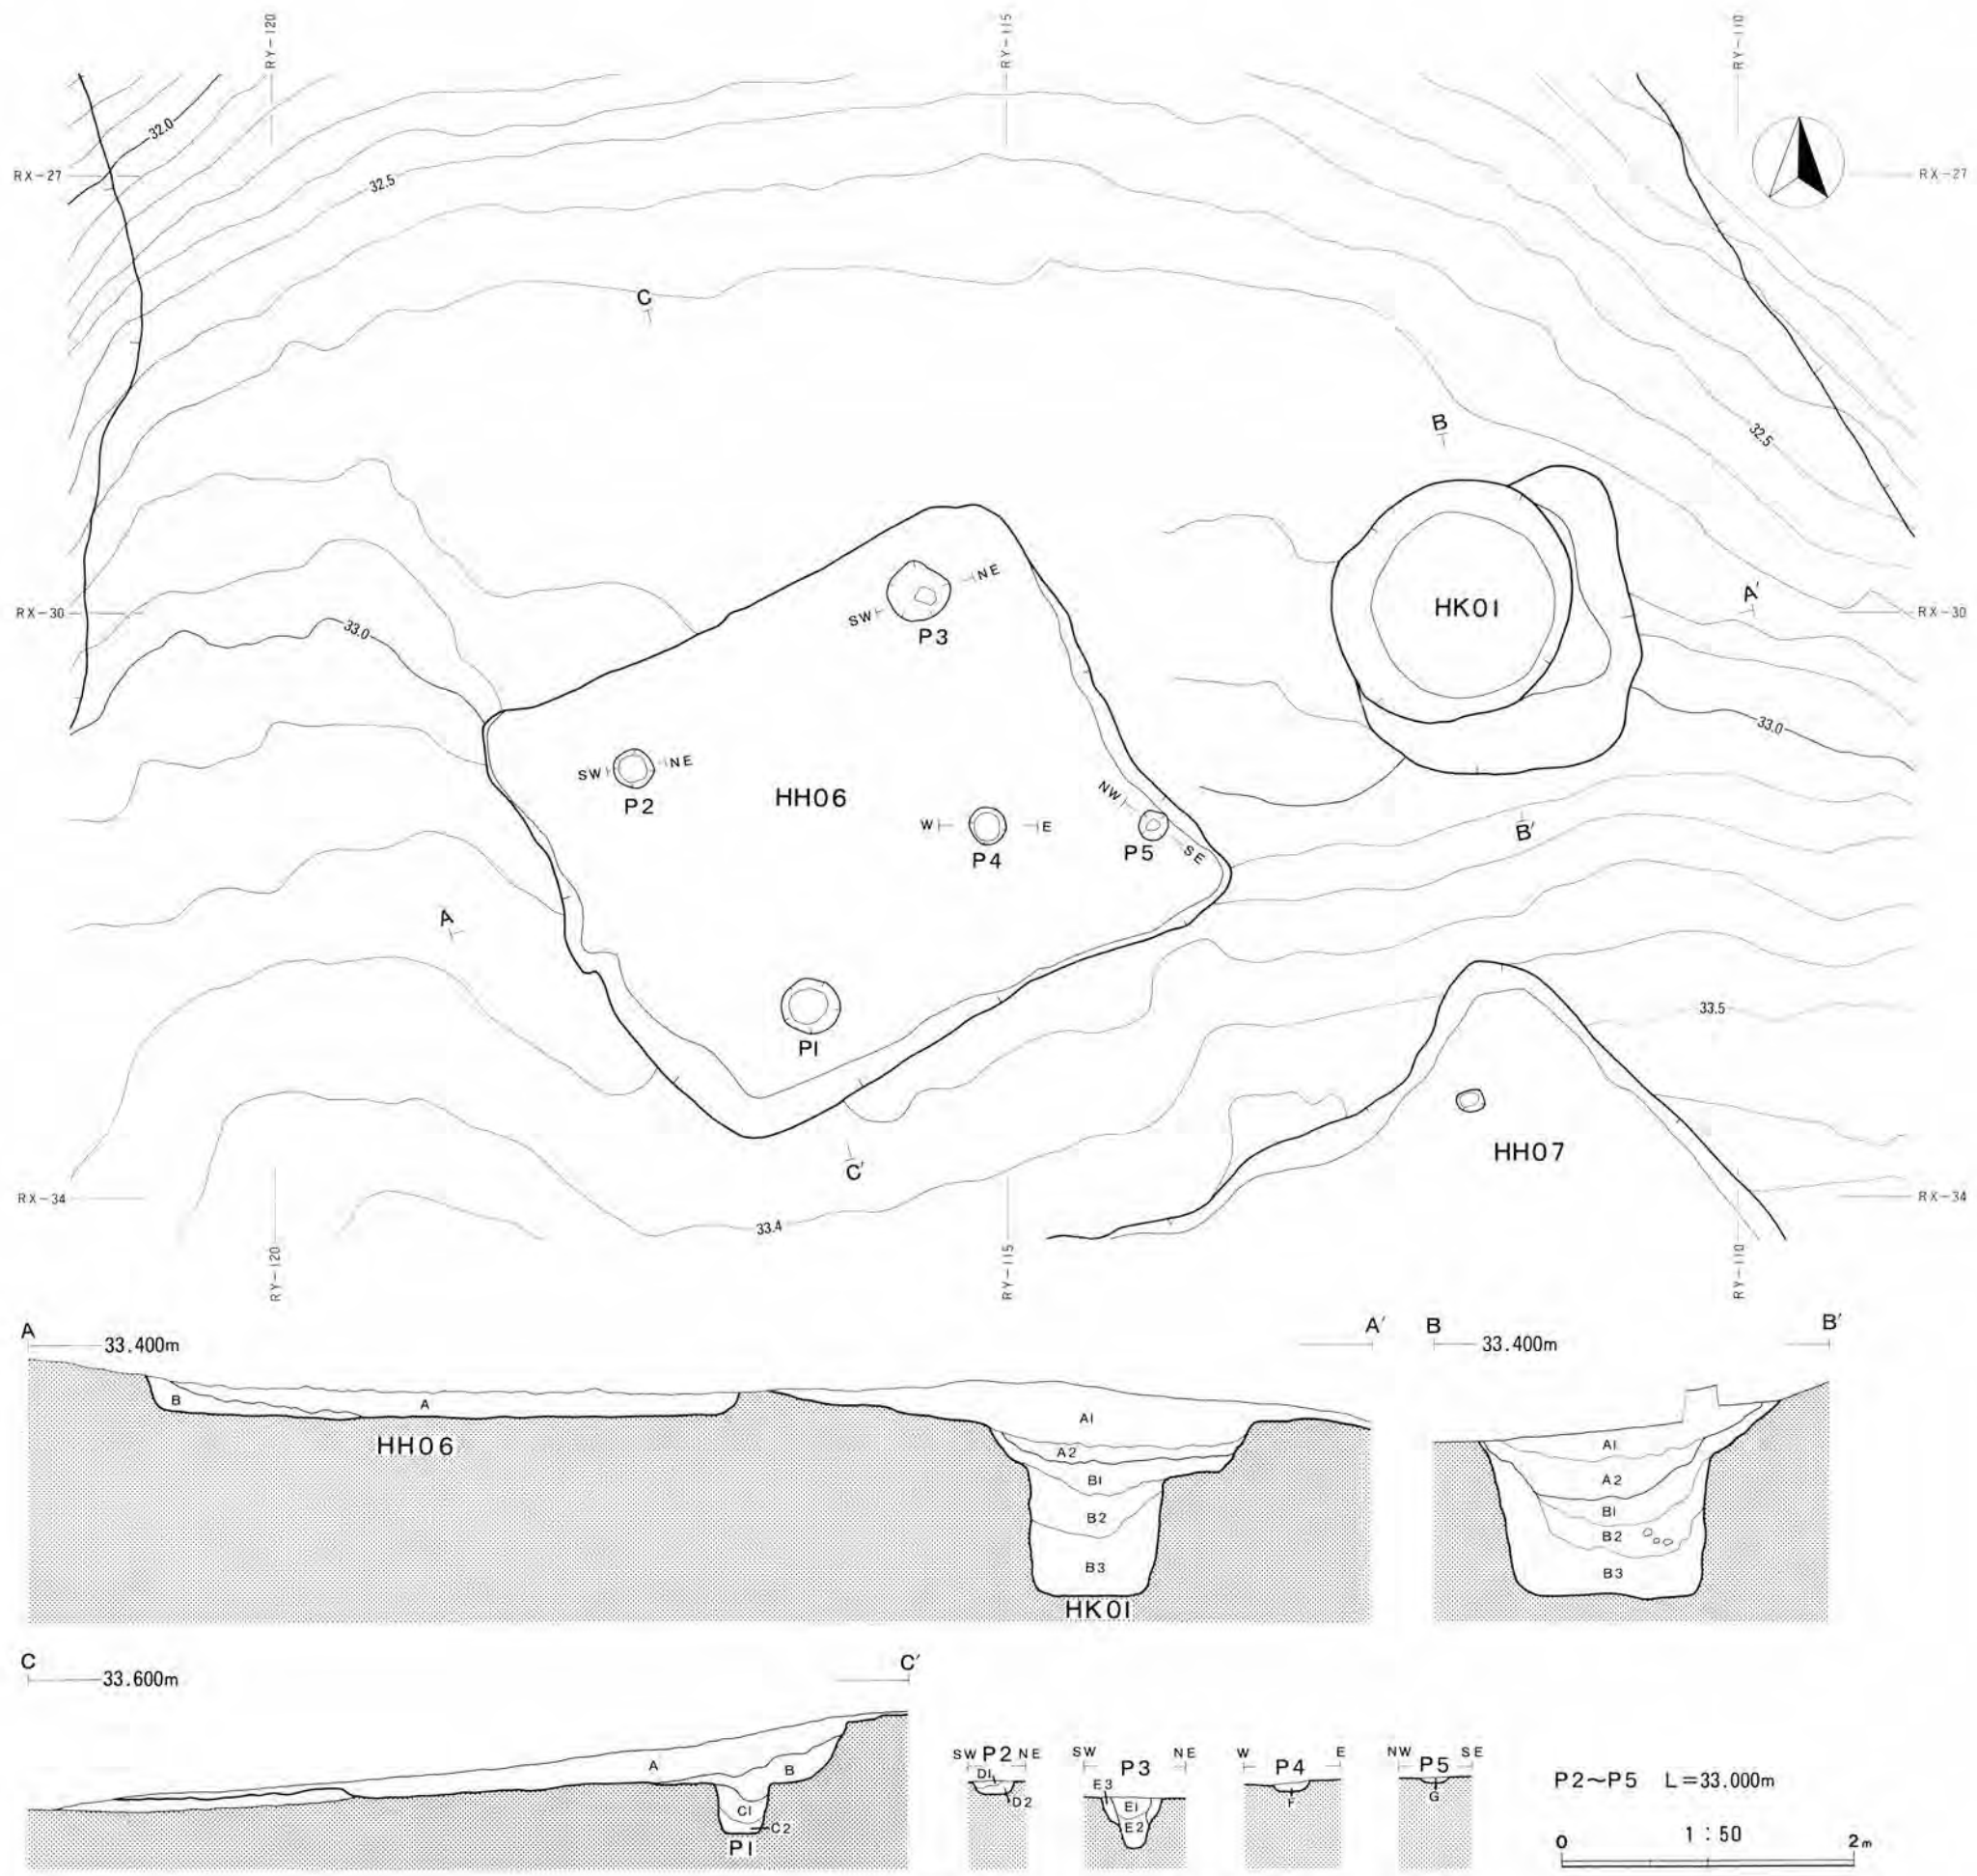 RY-120
RY-115
RY-110
32.0
RX-27
32.5
RX-27
C
B
32.5
HK01
A′
RX-30
33.0
RX-30
NE
SW
P3
33.0
SW
NE
P2
HH06
W
E
P4
NW
SE
P5
B′
A
33.5
P1
HH07
C′
RX-34
RX-34
33.4
RY-120
RY-115
RY-110
A
33.400m
A′
B
33.400m
B′
B
A
HH06
A1
A2
B1
B2
B3
HK01
A1
A2
B1
B2
B3
C
33.600m
C′
A
B
C1
C2
P1
SW P2 NE
D1
D2
SW
P3
NE
E3
E1
E2
W
P4
E
F
NW
P5
SE
G
P2~P5 L=33.000m
1:50
0
2m